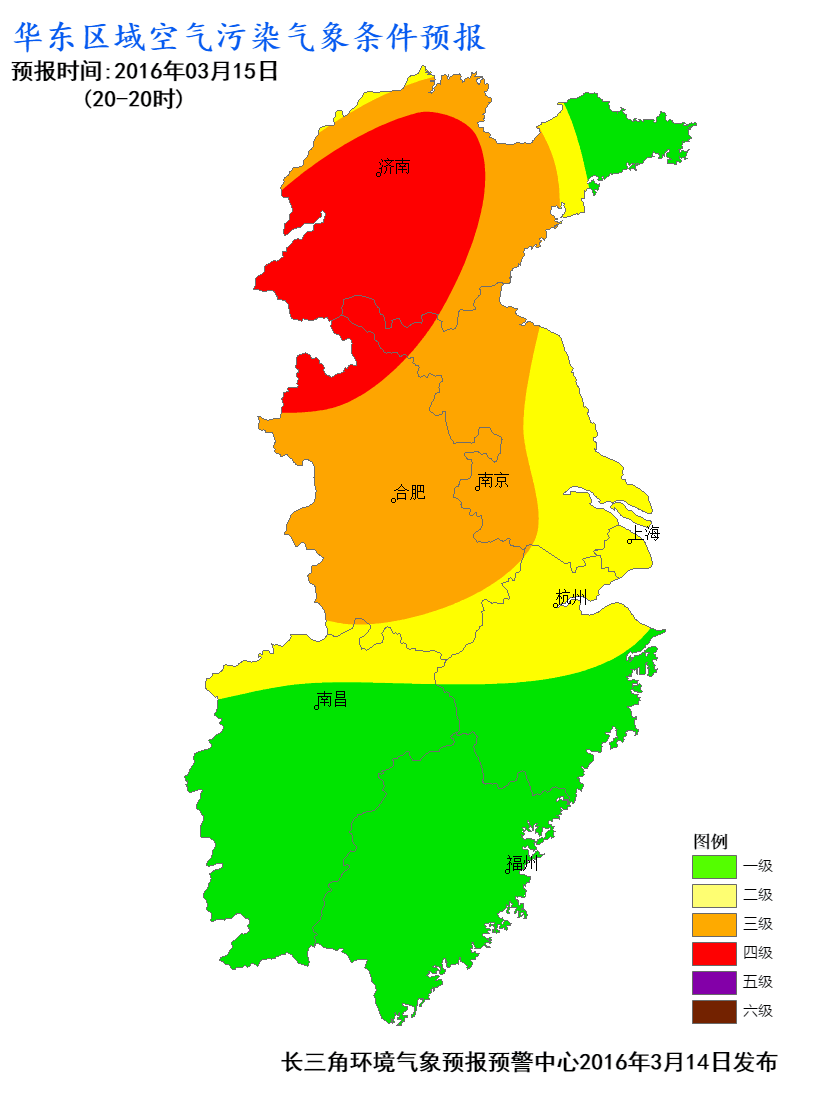 华东区域空气污染气象条件预报
预报时间:2016年03月15日
(20-20时)
济南
南京
合肥
上海
杭州
南昌
福州
图例
一级
二级
三级
四级
五级
六级
长三角环境气象预报预警中心2016年3月14日发布